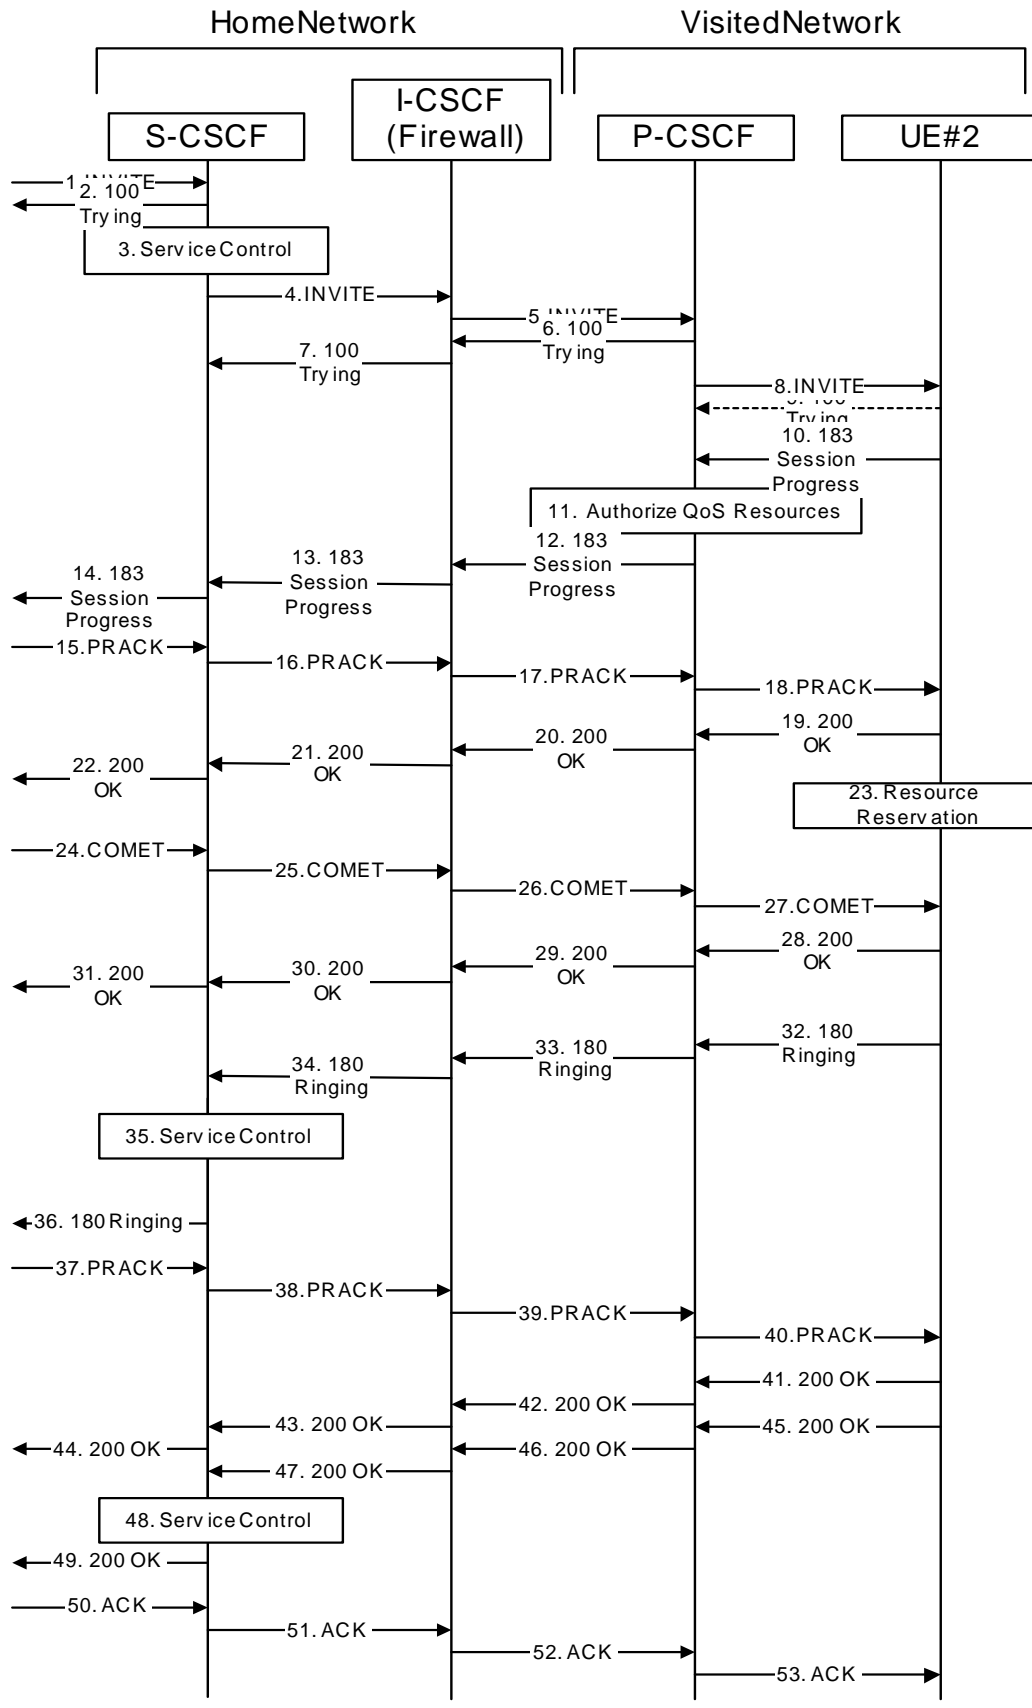 HomeNetwork
VisitedNetwork
S-CSCF
I-CSCF
(Firewall)
P-CSCF
UE#2
1.INVITE
2. 100
Trying
3. Service Control
4.INVITE
5.INVITE
6. 100
Trying
7. 100
Trying
8.INVITE
9. 100
Trying
10. 183
Session
Progress
11. Authorize QoS Resources
12. 183
Session
Progress
13. 183
Session
Progress
14. 183
Session
Progress
15.PRACK
16.PRACK
17.PRACK
18.PRACK
19. 200
OK
20. 200
OK
21. 200
OK
22. 200
OK
23. Resource
Reservation
24.COMET
25.COMET
26.COMET
27.COMET
28. 200
OK
29. 200
OK
30. 200
OK
31. 200
OK
32. 180
Ringing
33. 180
Ringing
34. 180
Ringing
35. Service Control
36. 180 Ringing
37.PRACK
38.PRACK
39.PRACK
40.PRACK
41. 200 OK
42. 200 OK
43. 200 OK
44. 200 OK
45. 200 OK
46. 200 OK
47. 200 OK
48. Service Control
49. 200 OK
50. ACK
51. ACK
52. ACK
53. ACK